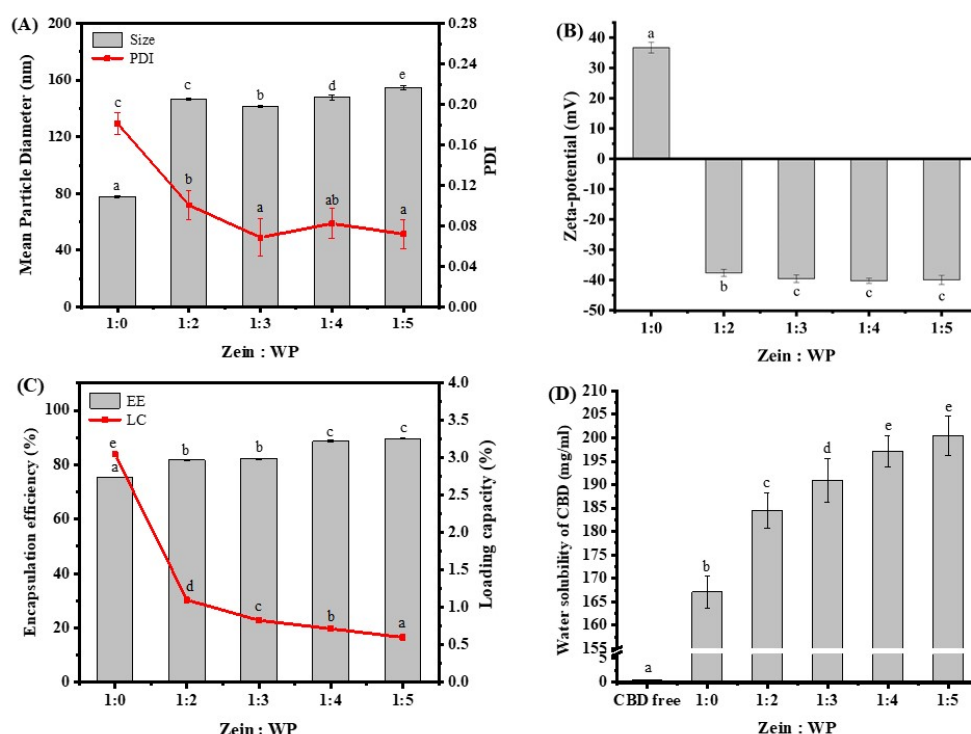 (A)
Size
PDI
Mean Particle Diameter (nm)
200
160
120
80
40
0
c
a
c
b
b
a
d
ab
e
a
0.28
0.24
0.20
0.16
0.12
0.08
0.04
0.00
PDI
1:0 1:2 1:3 1:4 1:5
Zein : WP
(B)
Zeta-potential (mV)
40
30
20
10
0
-10
-20
-30
-40
-50
a
b
c
c
c
1:0 1:2 1:3 1:4 1:5
Zein : WP
(C)
EE
LC
Encapsulation efficiency (%)
100
80
60
40
20
0
e
a
b
d
b
c
c
b
c
a
4.0
3.5
3.0
2.5
2.0
1.5
1.0
0.5
0.0
Loading capacity (%)
1:0 1:2 1:3 1:4 1:5
Zein : WP
(D)
Water solubility of CBD (mg/ml)
210
205
200
195
190
185
180
175
170
165
160
155
5
0
a
b
c
d
e
e
CBD free 1:0 1:2 1:3 1:4 1:5
Zein : WP